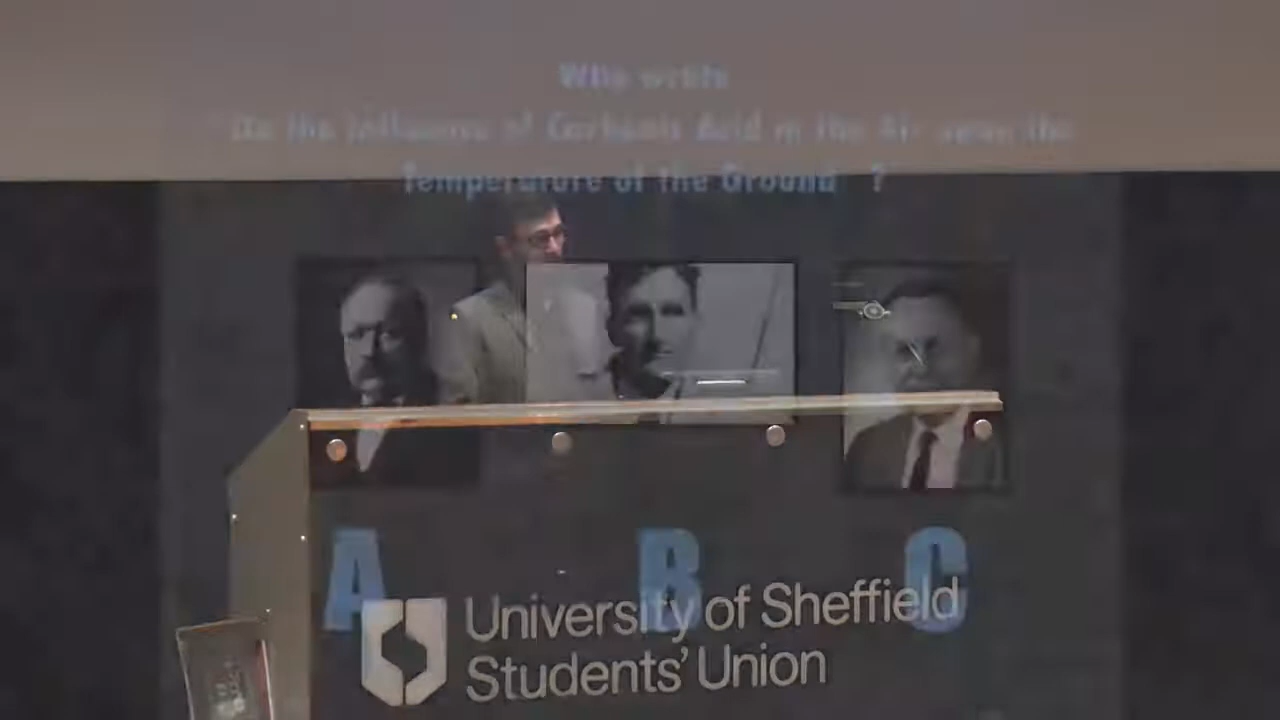 Who wrote
On the Influence of Carbonic Acid in the Air upon the
Temperature of the Ground ?
A B C
University of Sheffield
Students' Union